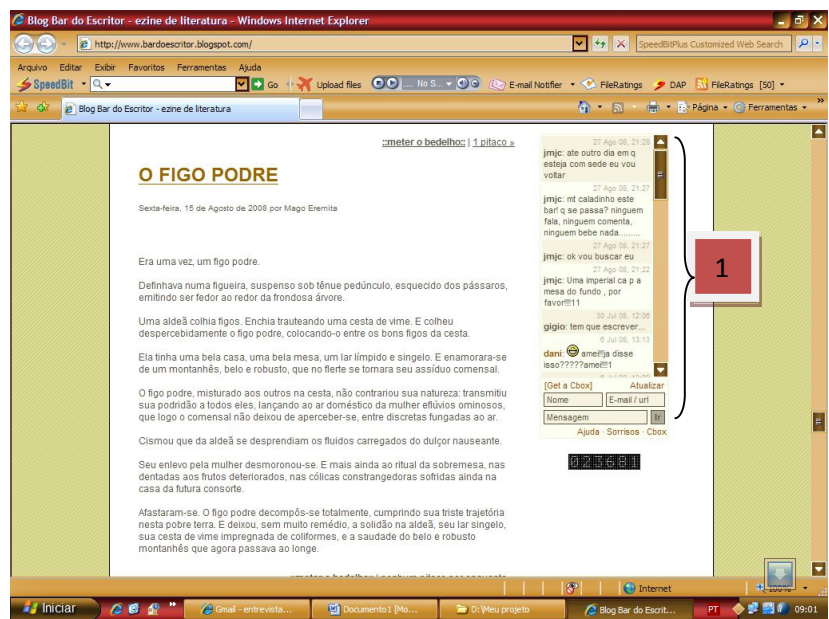 Blog Bar do Escritor - ezine de literatura - Windows Internet Explorer
http://www.bardoescritor.blogspot.com/
SpeedBitPlus Customized Web Search
Arquivo Editar Exibir Favoritos Ferramentas Ajuda
SpeedBit Go Upload files No S... E-mail Notifier FileRatings DAP FileRatings [50]
Blog Bar do Escritor - ezine de literatura
Página Ferramentas
::meter o bedelho:: | 1 pitaco »
O FIGO PODRE
Sexta-feira, 15 de Agosto de 2008 por Mago Eremita
Era uma vez, um figo podre.
Definhava numa figueira, suspenso sob tênue pedúnculo, esquecido dos pássaros,
emitindo ser fedor ao redor da frondosa árvore.
Uma aldeã colhia figos. Enchia trauteando uma cesta de vime. E colheu
despercebidamente o figo podre, colocando-o entre os bons figos da cesta.
Ela tinha uma bela casa, uma bela mesa, um lar límpido e singelo. E enamorara-se
de um montanhês, belo e robusto, que no flerte se tornara seu assíduo comensal.
O figo podre, misturado aos outros na cesta, não contrariou sua natureza: transmitiu
sua podridão a todos eles, lançando ao ar doméstico da mulher eflúvios ominosos,
que logo o comensal não deixou de aperceber-se, entre discretas fungadas ao ar.
Cismou que da aldeã se desprendiam os fluidos carregados do dulçor nauseante.
Seu enlevo pela mulher desmoronou-se. E mais ainda ao ritual da sobremesa, nas
dentadas aos frutos deteriorados, nas cólicas constrangedoras sofridas ainda na
casa da futura consorte.
Afastaram-se. O figo podre decompôs-se totalmente, cumprindo sua triste trajetória
nesta pobre terra. E deixou, sem muito remédio, a solidão na aldeã, seu lar singelo,
sua cesta de vime impregnada de coliformes, e a saudade do belo e robusto
montanhês que agora passava ao longe.
27 Ago 08, 21:28
jmjc: ate outro dia em q
esteja com sede eu vou
voltar
27 Ago 08, 21:27
jmjc: mt caladinho este
bar! q se passa? ninguem
fala, ninguem comenta,
ninguem bebe nada.........
27 Ago 08, 21:27
jmjc: ok vou buscar eu
27 Ago 08, 21:22
jmjc: Uma imperial ca p a
mesa do fundo , por
favor!!!11
30 Jul 08, 12:06
gigio: tem que escrever...
6 Jul 08, 13:13
dani: amei!!ja disse
isso?????amei!!1
[Get a Cbox] Atualizar
Nome E-mail / url
Mensagem Ir
Ajuda · Sorrisos · Cbox
023681
1
Internet
100%
Iniciar Gmail - entrevista... Documento1 [Mo... D:\Meu projeto Blog Bar do Escrit... PT 09:01